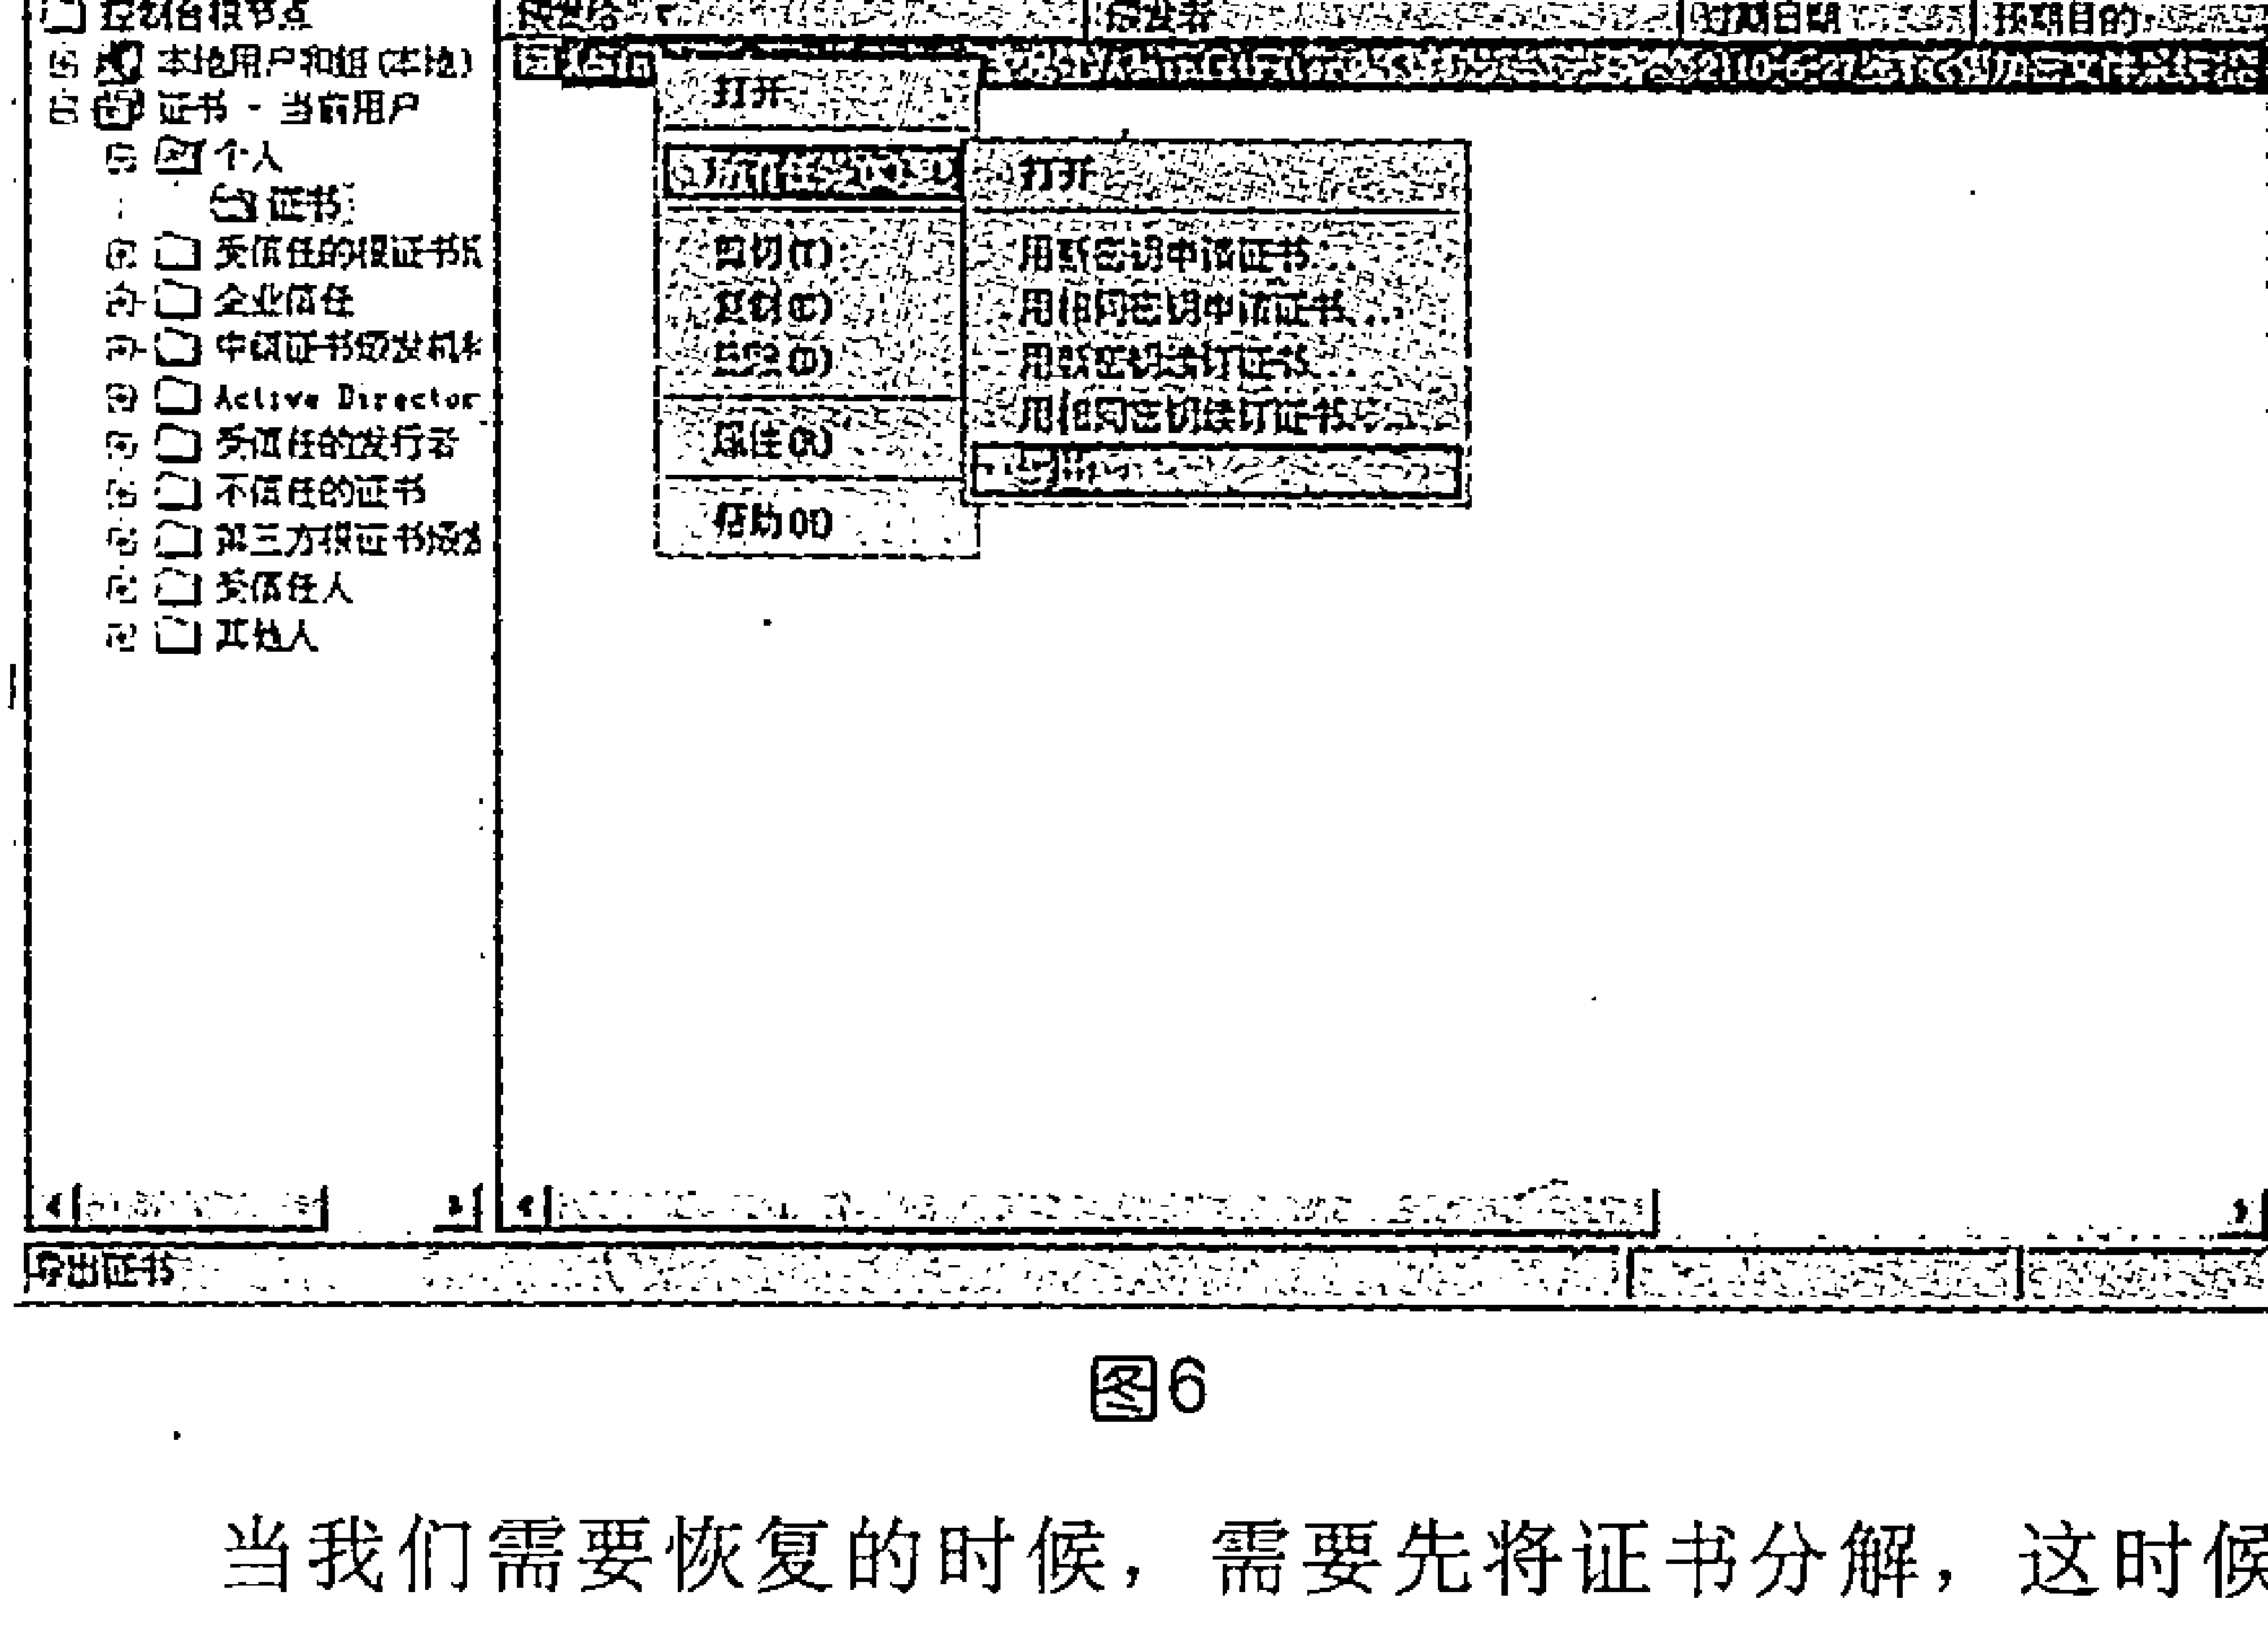 控制台根节点
颁发给 颁发者 过期日期 预期目的
本地用户和组(本地)
证书 - 当前用户
个人
证书
受信任的根证书颁
企业信任
中级证书颁发机构
Active Director
受信任的发行者
不信任的证书
第三方根证书颁发
受信任人
其他人
打开
所有任务(K)
剪切(T)
复制(C)
删除(D)
属性(R)
帮助(H)
打开
用新密钥申请证书...
用相同密钥申请证书...
用新密钥续订证书...
用相同密钥续订证书...
导出...
导出证书
图6
当我们需要恢复的时候，需要先将证书分解，这时候